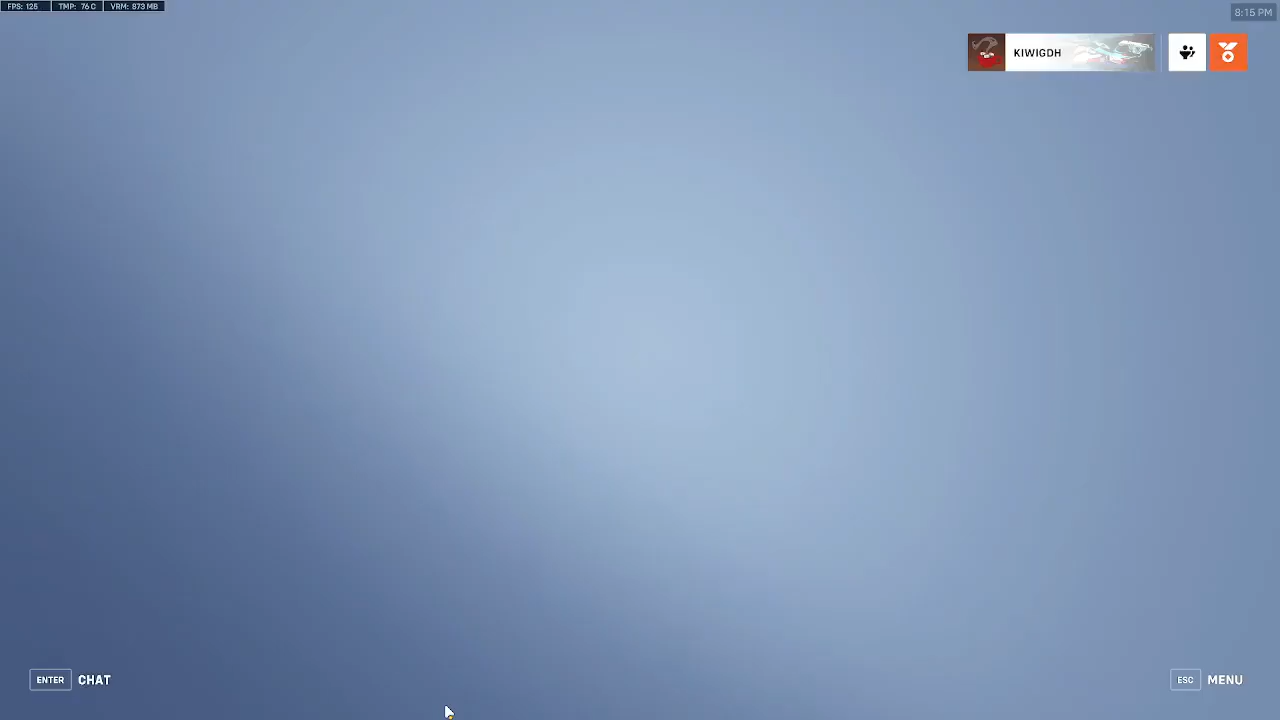 FPS: 125 TMP: 76 C VRM: 873 MB
8:15 PM
KIWIGDH
ENTER CHAT
ESC MENU